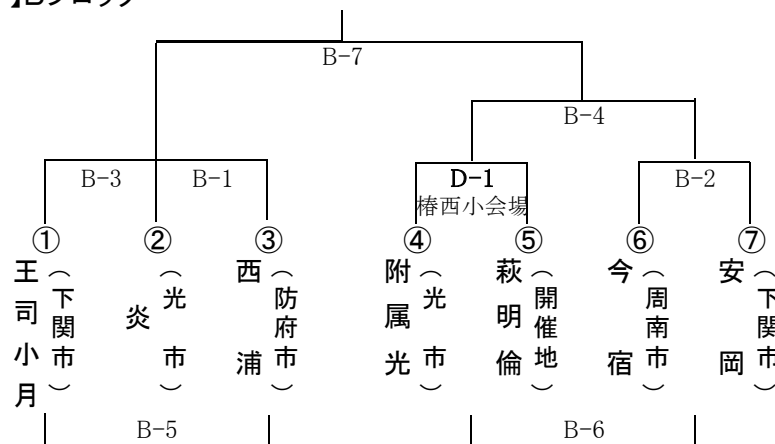 】Bブロック
B-7
B-4
B-3
B-1
D-1
B-2
椿西小会場
①
②
③
④
⑤
⑥
⑦
王司小月
（下関市）
炎
（光市）
西浦
（防府市）
附属光
（光市）
萩明倫
（開催地）
今宿
（周南市）
安岡
（下関市）
B-5
B-6